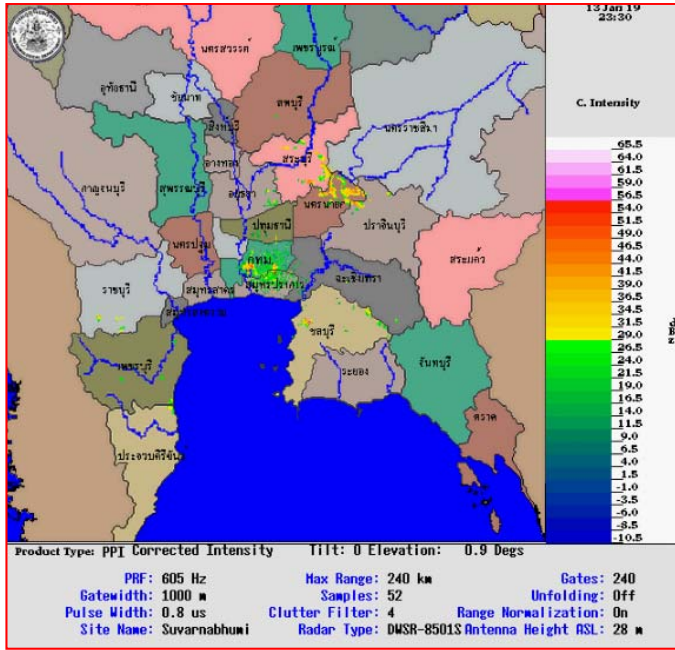 13 Jan 19
23:30
นครสวรรค์
เพชรบูรณ์
อุทัยธานี
ชัยนาท
ลพบุรี
C. Intensity
สิงห์บุรี
นครราชสีมา
อ่างทอง
สระบุรี
กาญจนบุรี
สุพรรณบุรี
อยุธยา
นครนายก
ปราจีนบุรี
ปทุมธานี
นครปฐม
กทม
สระแก้ว
ราชบุรี
สมุทรสาคร
สมุทรปราการ
ฉะเชิงเทรา
ชลบุรี
เพชรบุรี
ระยอง
จันทบุรี
ตราด
ประจวบคีรีขันธ์
65.5
64.0
61.5
59.0
56.5
54.0
51.5
49.0
46.5
44.0
41.5
39.0
36.5
34.0
31.5
29.0
26.5
24.0
21.5
19.0
16.5
14.0
11.5
9.0
6.5
4.0
1.5
-1.0
-3.5
-6.0
-8.5
-10.5
Product Type: PPI Corrected Intensity Tilt: 0 Elevation: 0.9 Degs
PRF: 605 Hz Max Range: 240 km Gates: 240
Gatewidth: 1000 m Samples: 52 Unfolding: Off
Pulse Width: 0.8 us Clutter Filter: 4 Range Normalization: On
Site Name: Suvarnabhumi Radar Type: DWSR-8501S Antenna Height ASL: 28 m